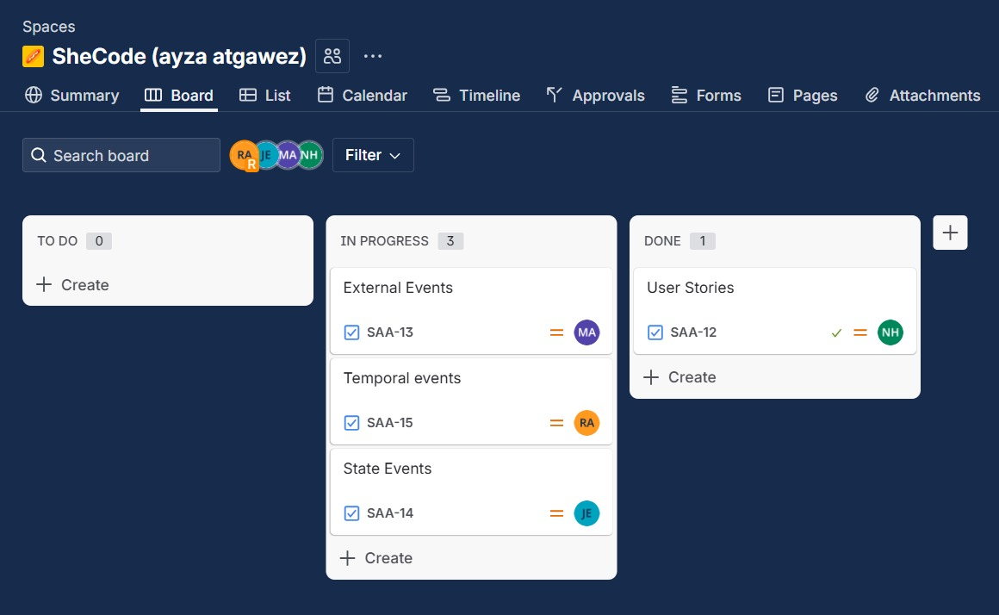 Spaces
SheCode (ayza atgawez)
Summary Board List Calendar Timeline Approvals Forms Pages Attachments
Search board RA R JE MA NH Filter
TO DO 0
Create
IN PROGRESS 3
External Events
SAA-13 MA
Temporal events
SAA-15 RA
State Events
SAA-14 JE
Create
DONE 1
User Stories
SAA-12 NH
Create